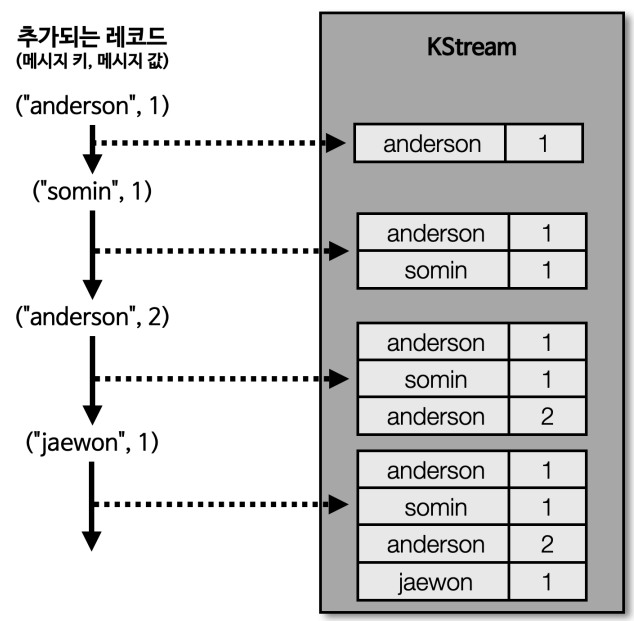 추가되는 레코드
(메시지 키, 메시지 값)
("anderson", 1)
("somin", 1)
("anderson", 2)
("jaewon", 1)
KStream
anderson 1
anderson 1
somin 1
anderson 1
somin 1
anderson 2
anderson 1
somin 1
anderson 2
jaewon 1